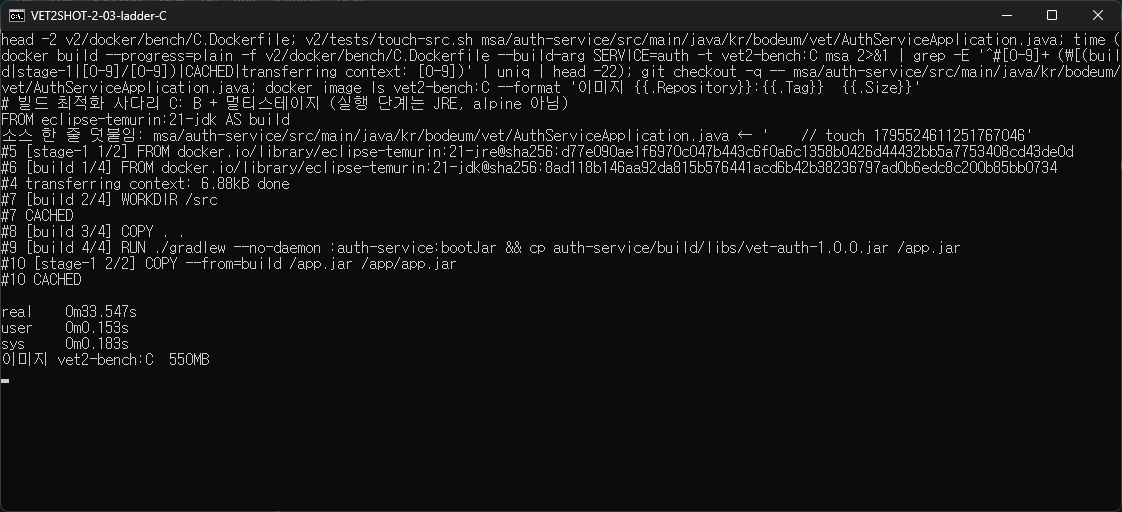 VET2SHOT-2-03-ladder-C
head -2 v2/docker/bench/C.Dockerfile; v2/tests/touch-src.sh msa/auth-service/src/main/java/kr/bodeum/vet/AuthServiceApplication.java; time (
docker build --progress=plain -f v2/docker/bench/C.Dockerfile --build-arg SERVICE=auth -t vet2-bench:C msa 2>&1 | grep -E '^#[0-9]+ (₩[(buil
d|stage-1|[0-9]/[0-9])|CACHED|transferring context: [0-9])' | uniq | head -22); git checkout -q -- msa/auth-service/src/main/java/kr/bodeum/
vet/AuthServiceApplication.java; docker image ls vet2-bench:C --format '이미지 {{.Repository}}:{{.Tag}}  {{.Size}}'
# 빌드 최적화 사다리 C: B + 멀티스테이지 (실행 단계는 JRE, alpine 아님)
FROM eclipse-temurin:21-jdk AS build
소스 한 줄 덧붙임: msa/auth-service/src/main/java/kr/bodeum/vet/AuthServiceApplication.java ← '    // touch 1795524611251767046'
#5 [stage-1 1/2] FROM docker.io/library/eclipse-temurin:21-jre@sha256:d77e090ae1f6970c047b443c6f0a6c1358b0426d44432bb5a7753408cd43de0d
#6 [build 1/4] FROM docker.io/library/eclipse-temurin:21-jdk@sha256:8ad118b146aa92da815b576441acd6b42b38236797ad0b6edc8c200b85bb0734
#4 transferring context: 6.88kB done
#7 [build 2/4] WORKDIR /src
#7 CACHED
#8 [build 3/4] COPY . .
#9 [build 4/4] RUN ./gradlew --no-daemon :auth-service:bootJar && cp auth-service/build/libs/vet-auth-1.0.0.jar /app.jar
#10 [stage-1 2/2] COPY --from=build /app.jar /app/app.jar
#10 CACHED
real    0m33.547s
user    0m0.153s
sys     0m0.183s
이미지 vet2-bench:C  550MB